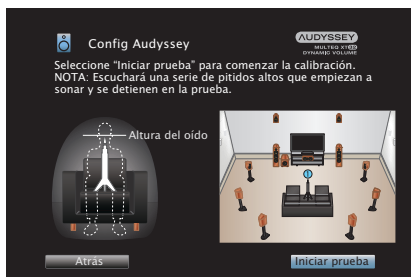 Config Audyssey
AUDYSSEY
MULTEQ XT32
DYNAMIC VOLUME
Seleccione “Iniciar prueba” para comenzar la calibración.
NOTA: Escuchará una serie de pitidos altos que empiezan a
sonar y se detienen en la prueba.
Altura del oído
Atrás
Iniciar prueba